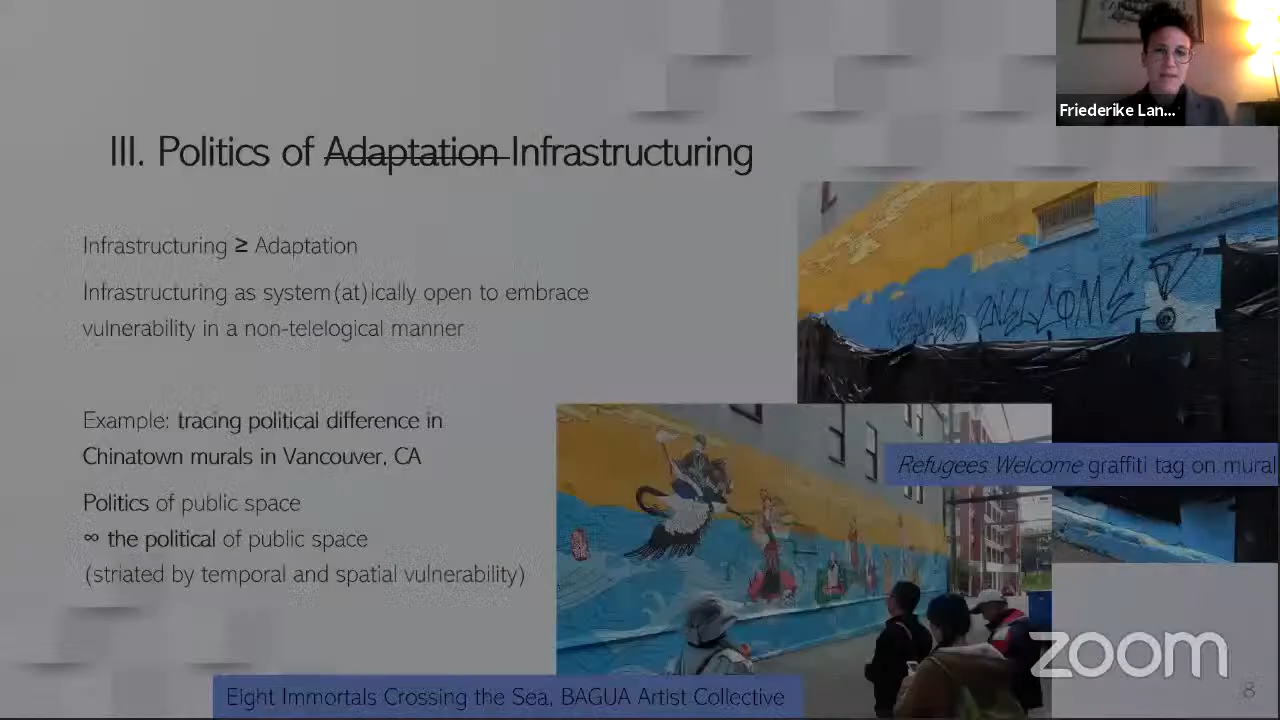 Friederike Lan...
III. Politics of Adaptation Infrastructuring
Infrastructuring ≥ Adaptation
Infrastructuring as system(at)ically open to embrace
vulnerability in a non-telelogical manner
WELCOME
Example: tracing political difference in
Chinatown murals in Vancouver, CA
Refugees Welcome graffiti tag on mural
Politics of public space
∞ the political of public space
(striated by temporal and spatial vulnerability)
zoom
8
Eight Immortals Crossing the Sea, BAGUA Artist Collective